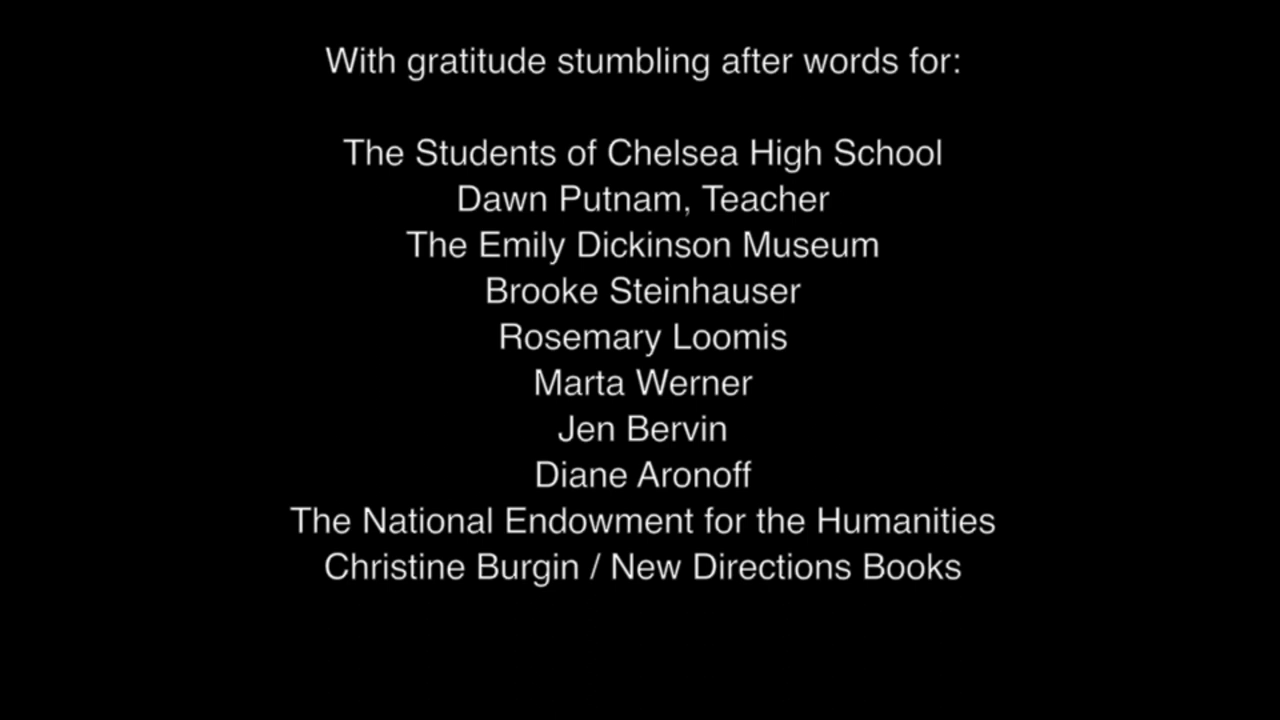 With gratitude stumbling after words for:
The Students of Chelsea High School
Dawn Putnam, Teacher
The Emily Dickinson Museum
Brooke Steinhauser
Rosemary Loomis
Marta Werner
Jen Bervin
Diane Aronoff
The National Endowment for the Humanities
Christine Burgin / New Directions Books